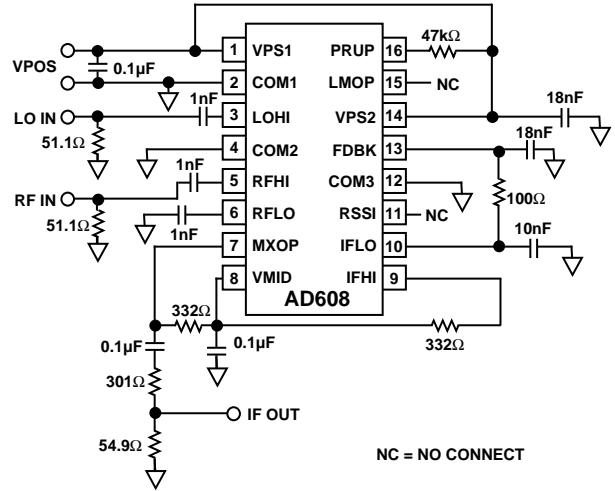 VPOS
0.1µF
1 VPS1 PRUP 16 47kΩ
2 COM1 LMOP 15 NC
LO IN 1nF 3 LOHI VPS2 14 18nF
51.1Ω
4 COM2 FDBK 13 18nF
RF IN 1nF 5 RFHI COM3 12
100Ω
51.1Ω
1nF 6 RFLO RSSI 11 NC
7 MXOP IFLO 10 10nF
8 VMID IFHI 9
AD608
332Ω
0.1µF
0.1µF
332Ω
301Ω
IF OUT
54.9Ω
NC = NO CONNECT